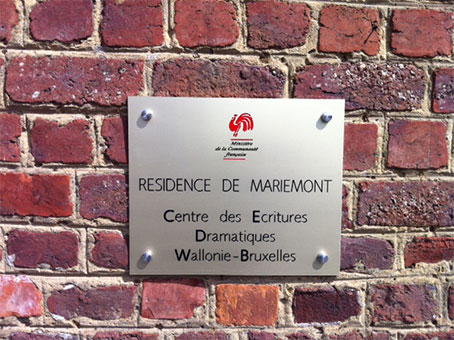 Ministère
de la Communauté
française
RESIDENCE DE MARIEMONT
Centre des Ecritures
Dramatiques
Wallonie-Bruxelles